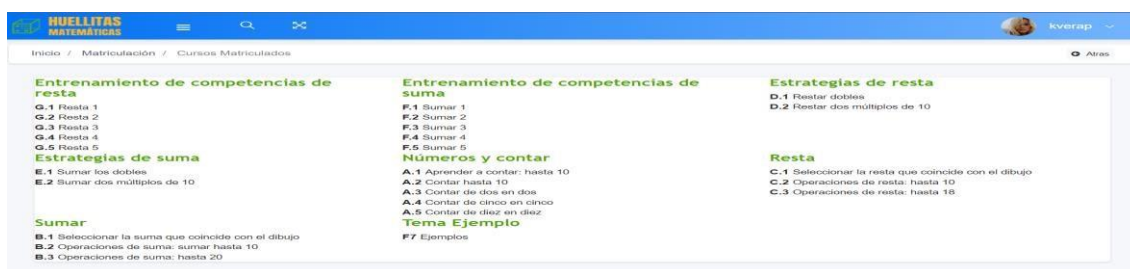 HUELLITAS
MATEMÁTICAS
kverap
Inicio / Matriculación / Cursos Matriculados
Atras
Entrenamiento de competencias de
resta
G.1 Resta 1
G.2 Resta 2
G.3 Resta 3
G.4 Resta 4
G.5 Resta 5
Entrenamiento de competencias de
suma
F.1 Sumar 1
F.2 Sumar 2
F.3 Sumar 3
F.4 Sumar 4
F.5 Sumar 5
Estrategias de resta
D.1 Restar dobles
D.2 Restar dos múltiplos de 10
Estrategias de suma
E.1 Sumar los dobles
E.2 Sumar dos múltiplos de 10
Números y contar
A.1 Aprender a contar: hasta 10
A.2 Contar hasta 10
A.3 Contar de dos en dos
A.4 Contar de cinco en cinco
A.5 Contar de diez en diez
Resta
C.1 Seleccionar la resta que coincide con el dibujo
C.2 Operaciones de resta: hasta 10
C.3 Operaciones de resta: hasta 18
Sumar
B.1 Seleccionar la suma que coincide con el dibujo
B.2 Operaciones de suma: sumar hasta 10
B.3 Operaciones de suma: hasta 20
Tema Ejemplo
F7 Ejemplos